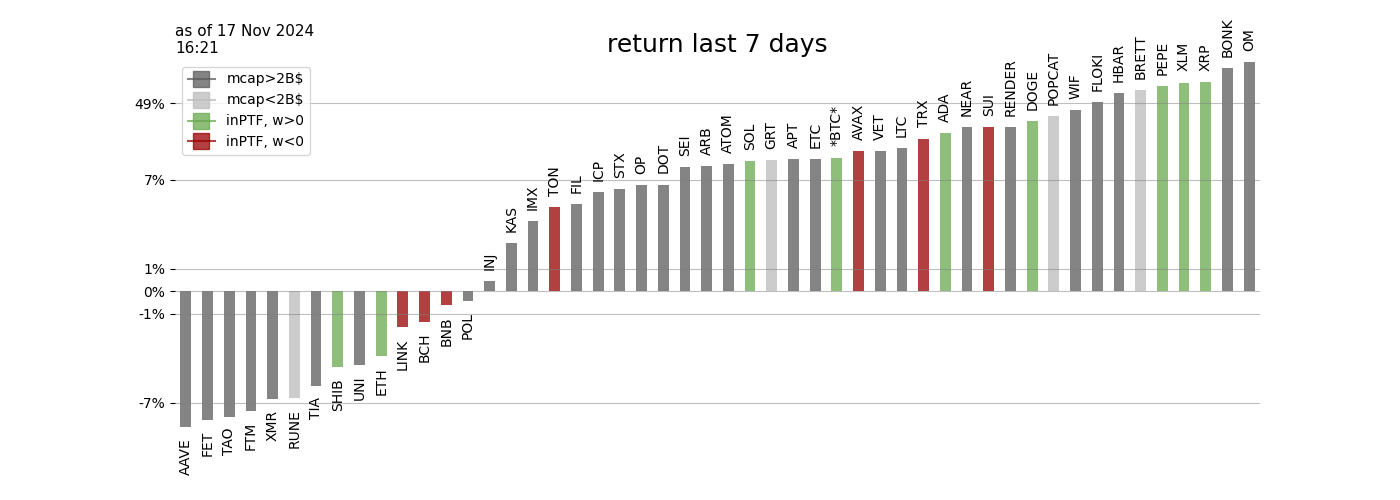 as of 17 Nov 2024
16:21
return last 7 days
mcap>2B$
mcap<2B$
inPTF, w>0
inPTF, w<0
49%
7%
1%
0%
-1%
-7%
AAVE
FET
TAO
FTM
XMR
RUNE
TIA
SHIB
UNI
ETH
LINK
BCH
BNB
POL
INJ
KAS
IMX
TON
FIL
ICP
STX
OP
DOT
SEI
ARB
ATOM
SOL
GRT
APT
ETC
*BTC*
AVAX
VET
LTC
TRX
ADA
NEAR
SUI
RENDER
DOGE
POPCAT
WIF
FLOKI
HBAR
BRETT
PEPE
XLM
XRP
BONK
OM